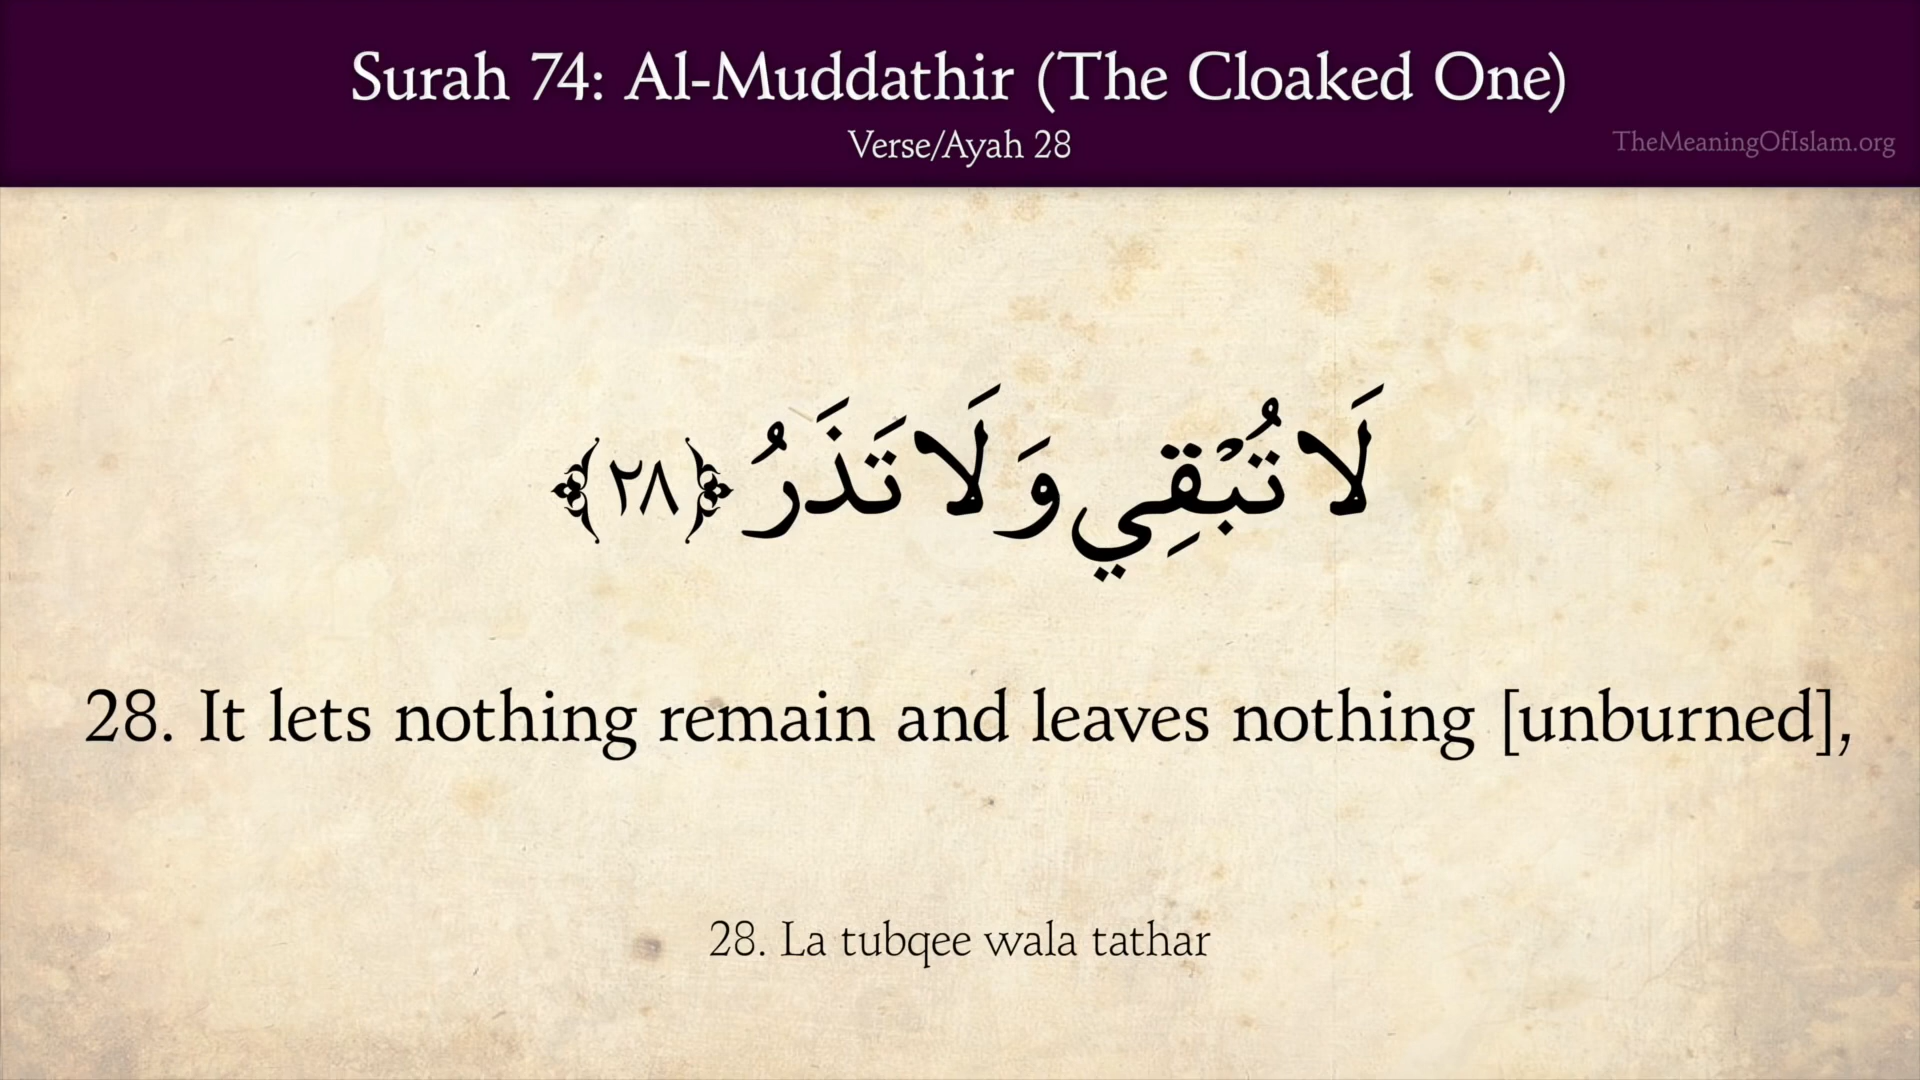 Surah 74: Al-Muddathir (The Cloaked One)
Verse/Ayah 28
TheMeaningOfIslam.org
لَا تُبْقِي وَلَا تَذَرُ ﴿٢٨﴾
28. It lets nothing remain and leaves nothing [unburned],
28. La tubqee wala tathar